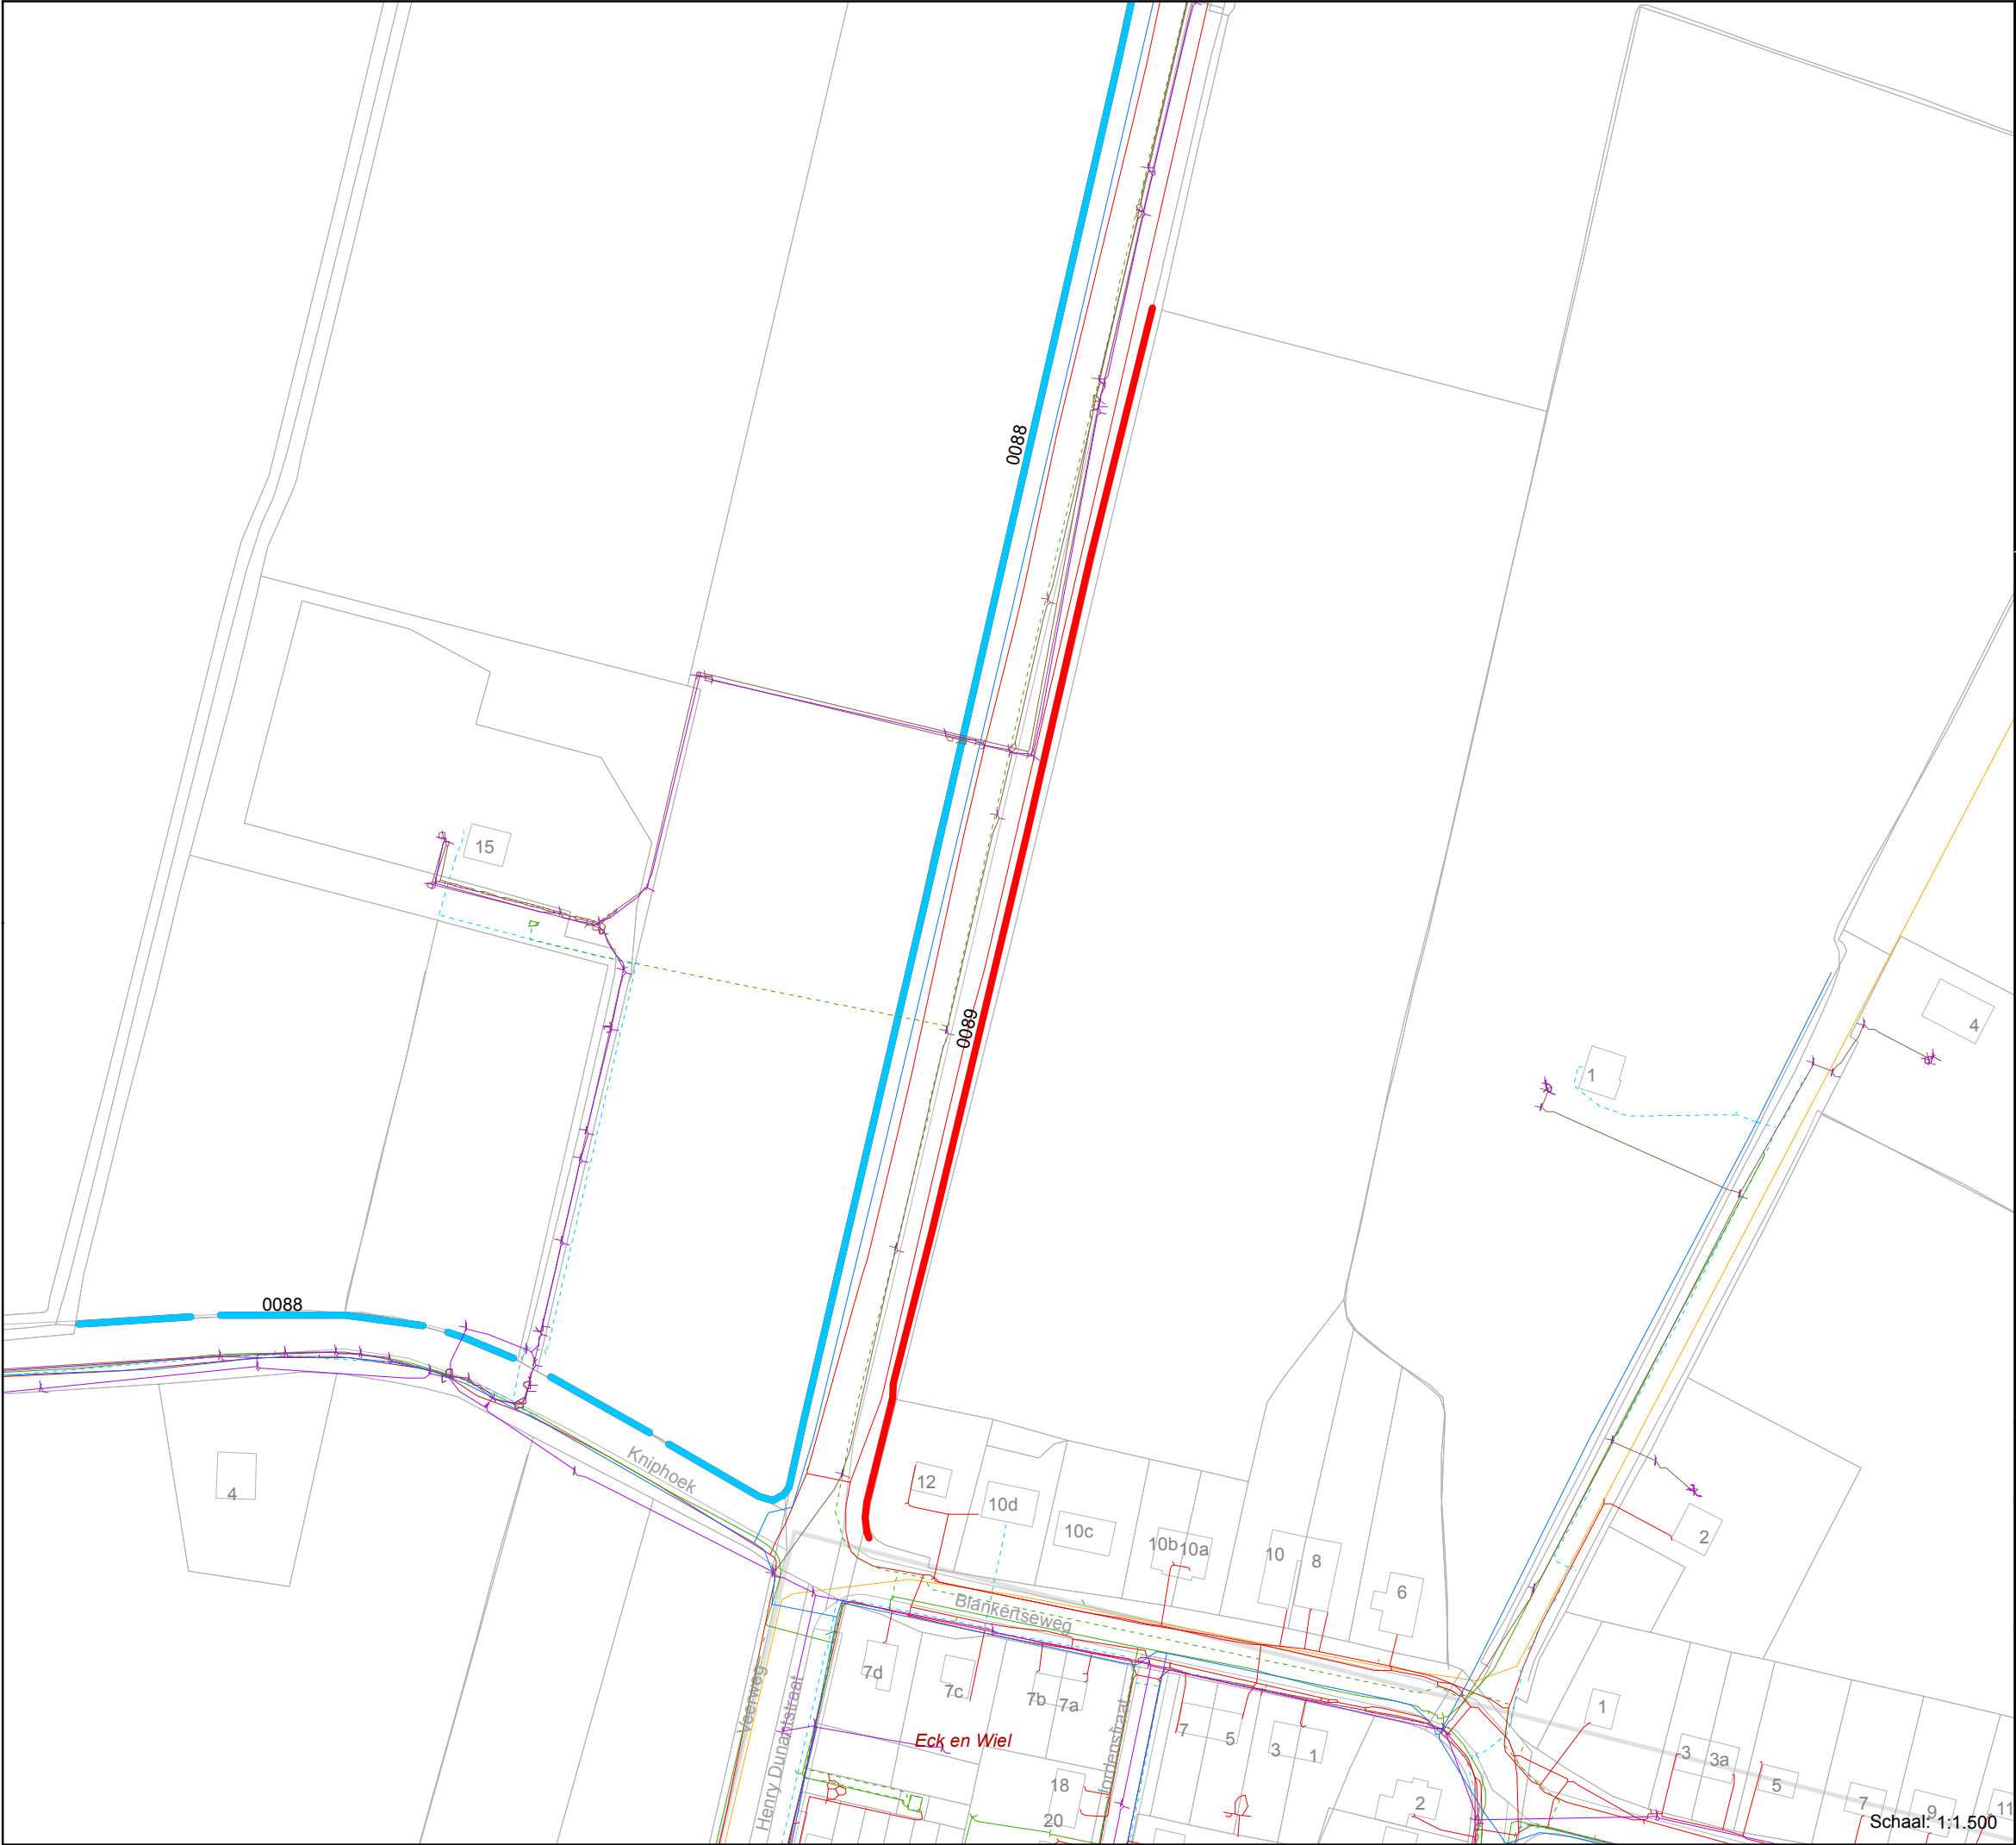 0088
15
0089
4
1
0088
Kniphoek
4
12
10d
10c
10b
10a
10
8
6
2
Blankertseweg
7d
7c
7b
7a
Veerweg
Henry Dunantstraat
Jordenstraat
Eck en Wiel
7
5
3
1
1
3
3a
5
7
9
11
18
20
2
Schaal: 1:1.500